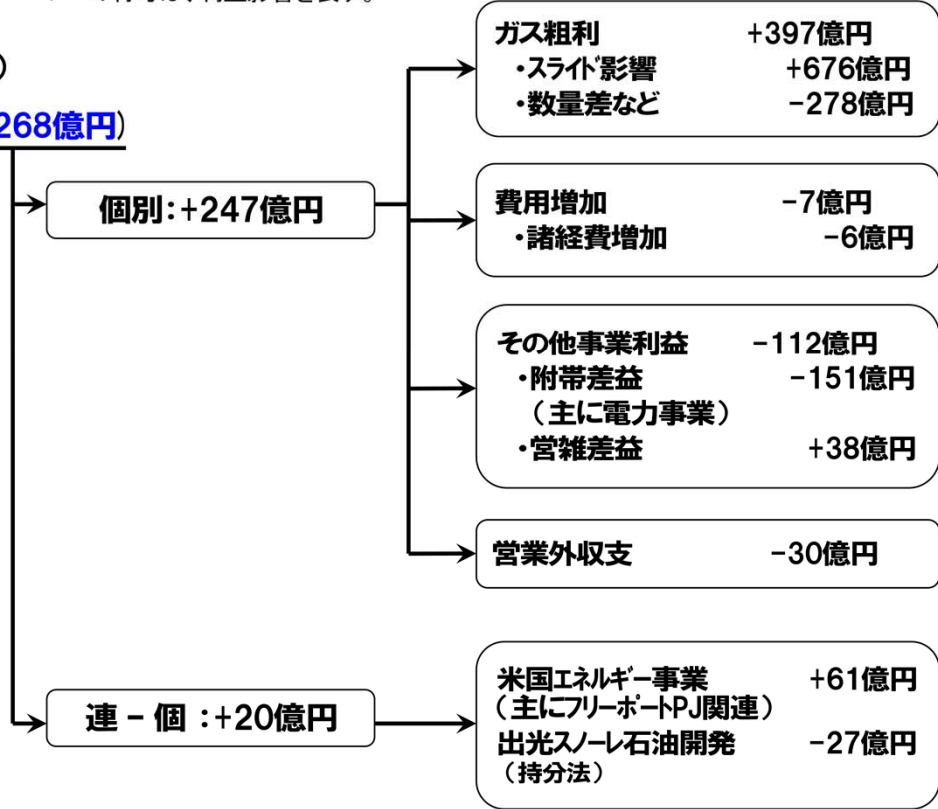 )
268億円)
個別:+247億円
ガス粗利 +397億円
・スライド影響 +676億円
・数量差など -278億円
費用増加 -7億円
・諸経費増加 -6億円
その他事業利益 -112億円
・附帯差益 -151億円
(主に電力事業)
・営雑差益 +38億円
営業外収支 -30億円
連-個:+20億円
米国エネルギー事業 +61億円
(主にフリーポートPJ関連)
出光スノーレ石油開発 -27億円
(持分法)